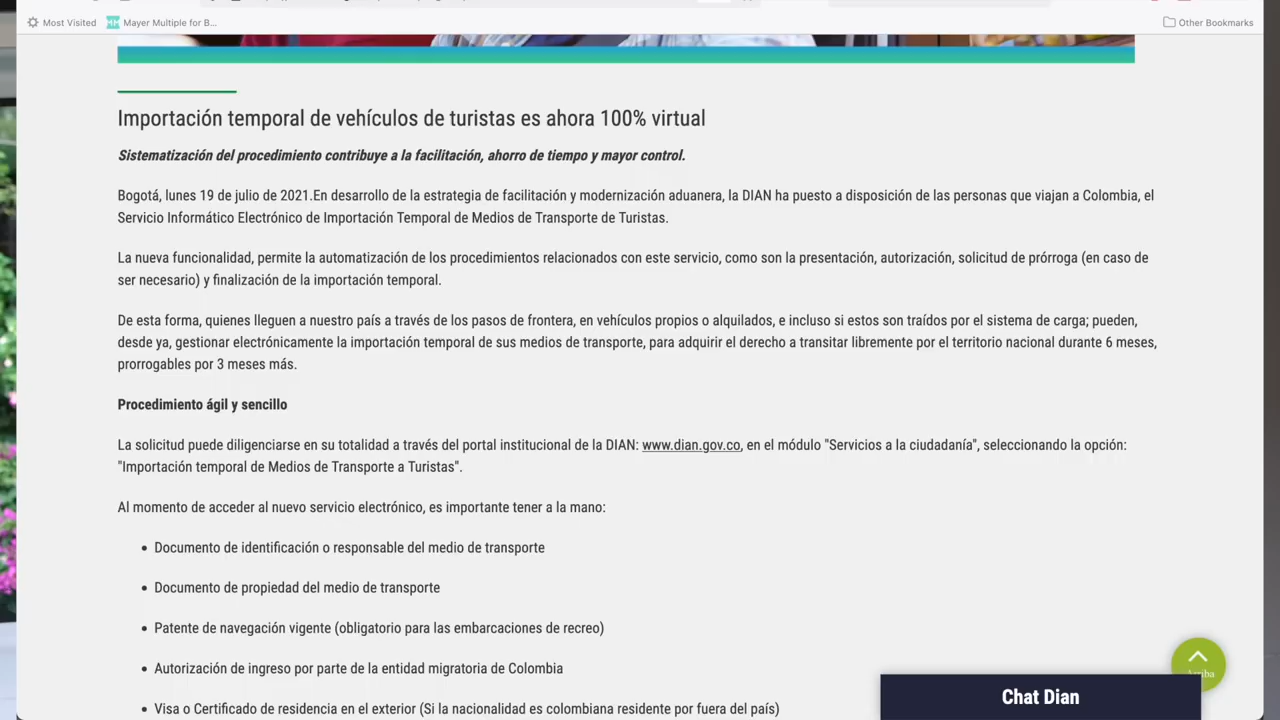 Most Visited
Mayer Multiple for B...
Other Bookmarks
Importación temporal de vehículos de turistas es ahora 100% virtual
Sistematización del procedimiento contribuye a la facilitación, ahorro de tiempo y mayor control.
Bogotá, lunes 19 de julio de 2021.En desarrollo de la estrategia de facilitación y modernización aduanera, la DIAN ha puesto a disposición de las personas que viajan a Colombia, el
Servicio Informático Electrónico de Importación Temporal de Medios de Transporte de Turistas.
La nueva funcionalidad, permite la automatización de los procedimientos relacionados con este servicio, como son la presentación, autorización, solicitud de prórroga (en caso de
ser necesario) y finalización de la importación temporal.
De esta forma, quienes lleguen a nuestro país a través de los pasos de frontera, en vehículos propios o alquilados, e incluso si estos son traídos por el sistema de carga; pueden,
desde ya, gestionar electrónicamente la importación temporal de sus medios de transporte, para adquirir el derecho a transitar libremente por el territorio nacional durante 6 meses,
prorrogables por 3 meses más.
Procedimiento ágil y sencillo
La solicitud puede diligenciarse en su totalidad a través del portal institucional de la DIAN: www.dian.gov.co, en el módulo "Servicios a la ciudadanía", seleccionando la opción:
"Importación temporal de Medios de Transporte a Turistas".
Al momento de acceder al nuevo servicio electrónico, es importante tener a la mano:
• Documento de identificación o responsable del medio de transporte
• Documento de propiedad del medio de transporte
• Patente de navegación vigente (obligatorio para las embarcaciones de recreo)
• Autorización de ingreso por parte de la entidad migratoria de Colombia
• Visa o Certificado de residencia en el exterior (Si la nacionalidad es colombiana residente por fuera del país)
Arriba
Chat Dian